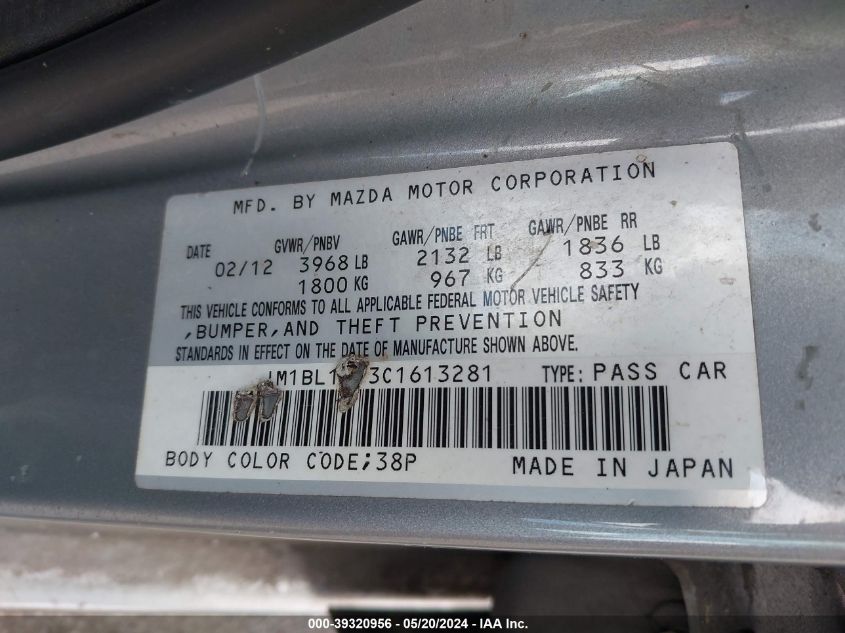 MFD. BY MAZDA MOTOR CORPORATION
DATE GVWR/PNBV GAWR/PNBE FRT GAWR/PNBE RR
02/12 3968 LB 2132 LB 1836 LB
1800 KG 967 KG 833 KG
THIS VEHICLE CONFORMS TO ALL APPLICABLE FEDERAL MOTOR VEHICLE SAFETY
,BUMPER,AND THEFT PREVENTION
STANDARDS IN EFFECT ON THE DATE OF MANUFACTURE SHOWN ABOVE.
TYPE: PASS CAR
BODY COLOR CODE;38P MADE IN JAPAN
000-39320956 — 05/20/2024 — IAA Inc.